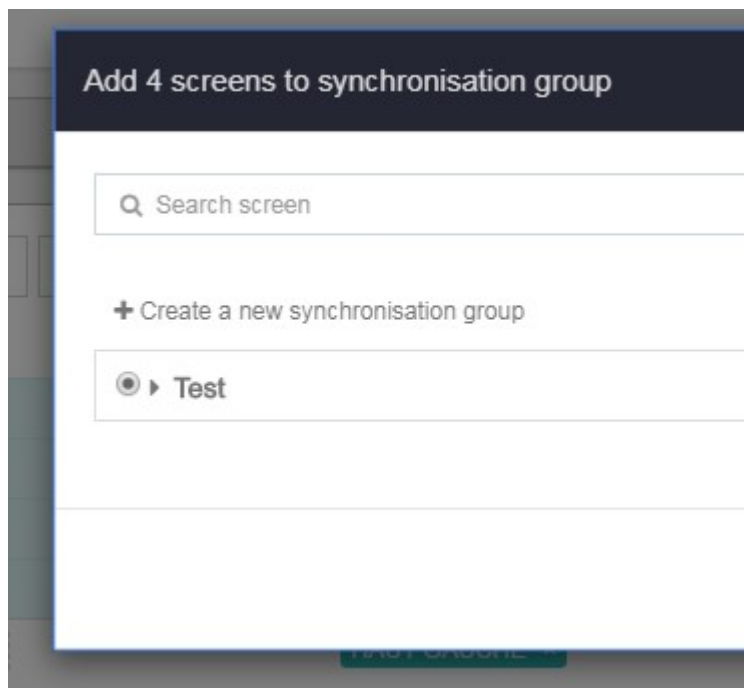 Add 4 screens to synchronisation group
Search screen
+ Create a new synchronisation group
Test